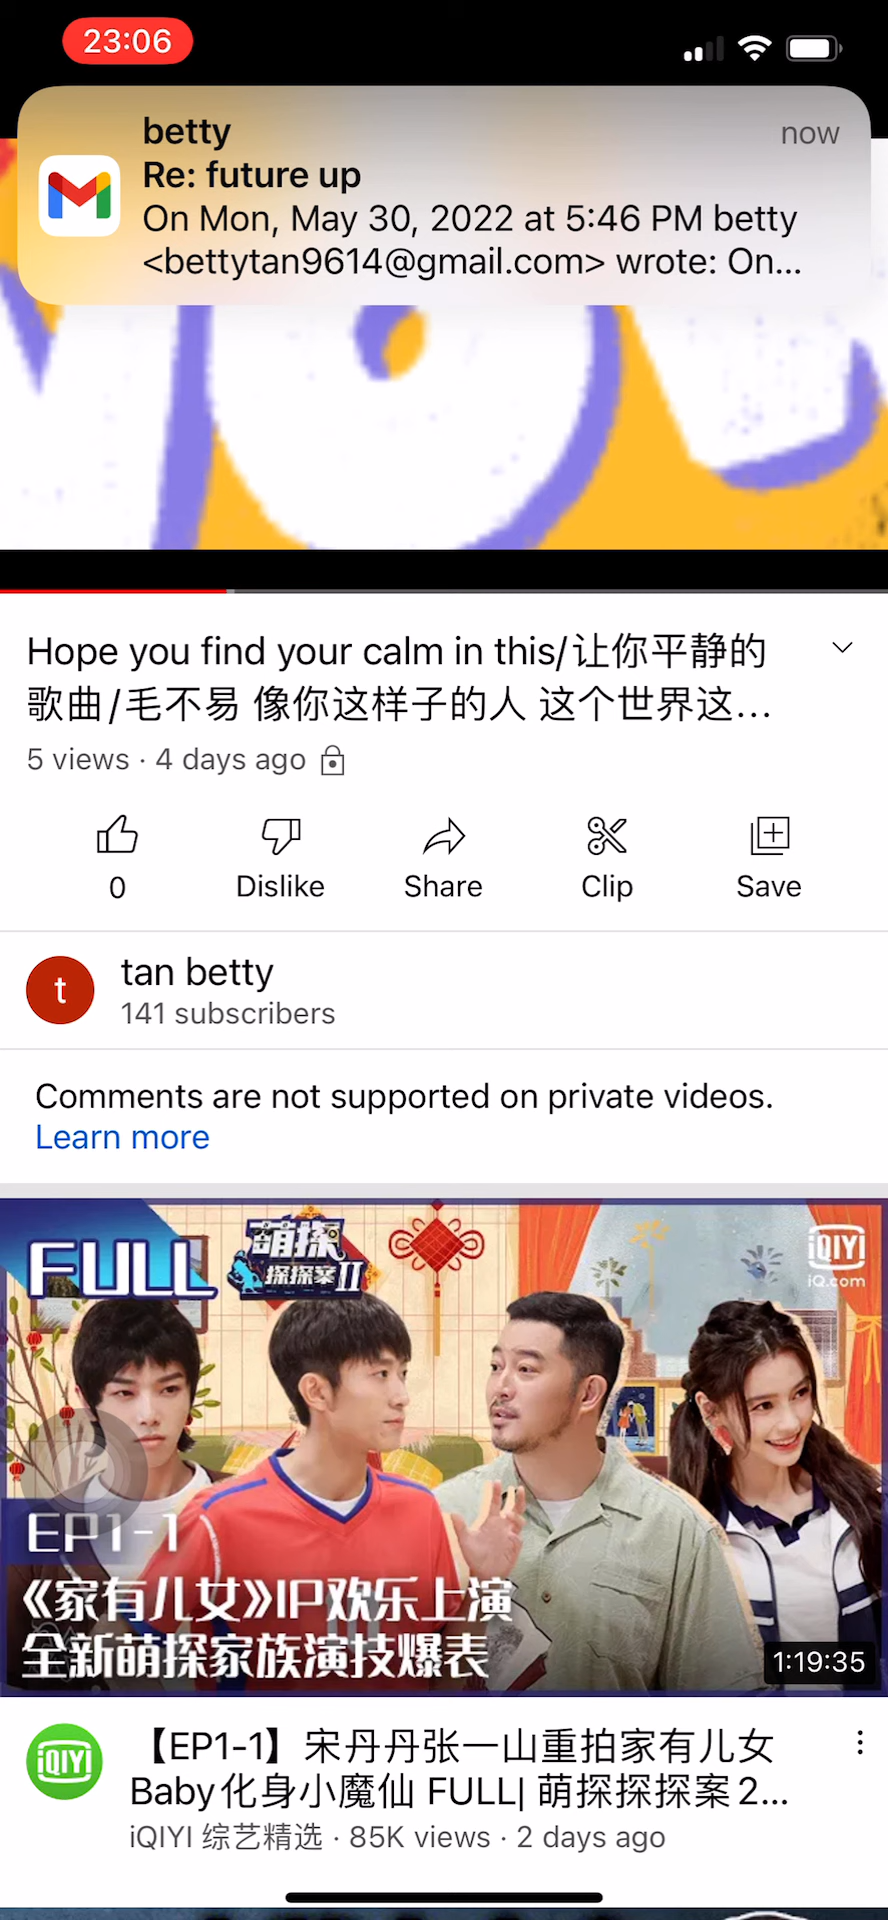 23:06
betty
now
Re: future up
On Mon, May 30, 2022 at 5:46 PM betty
<bettytan9614@gmail.com> wrote: On...
Hope you find your calm in this/让你平静的
歌曲/毛不易 像你这样子的人 这个世界这...
5 views · 4 days ago
0
Dislike
Share
Clip
Save
t
tan betty
141 subscribers
Comments are not supported on private videos.
Learn more
FULL
萌探
探探案II
iQIYI
iQ.com
EP1-1
《家有儿女》IP欢乐上演
全新萌探家族演技爆表
1:19:35
iQIYI
【EP1-1】宋丹丹张一山重拍家有儿女
Baby化身小魔仙 FULL| 萌探探探案2...
iQIYI 综艺精选 · 85K views · 2 days ago